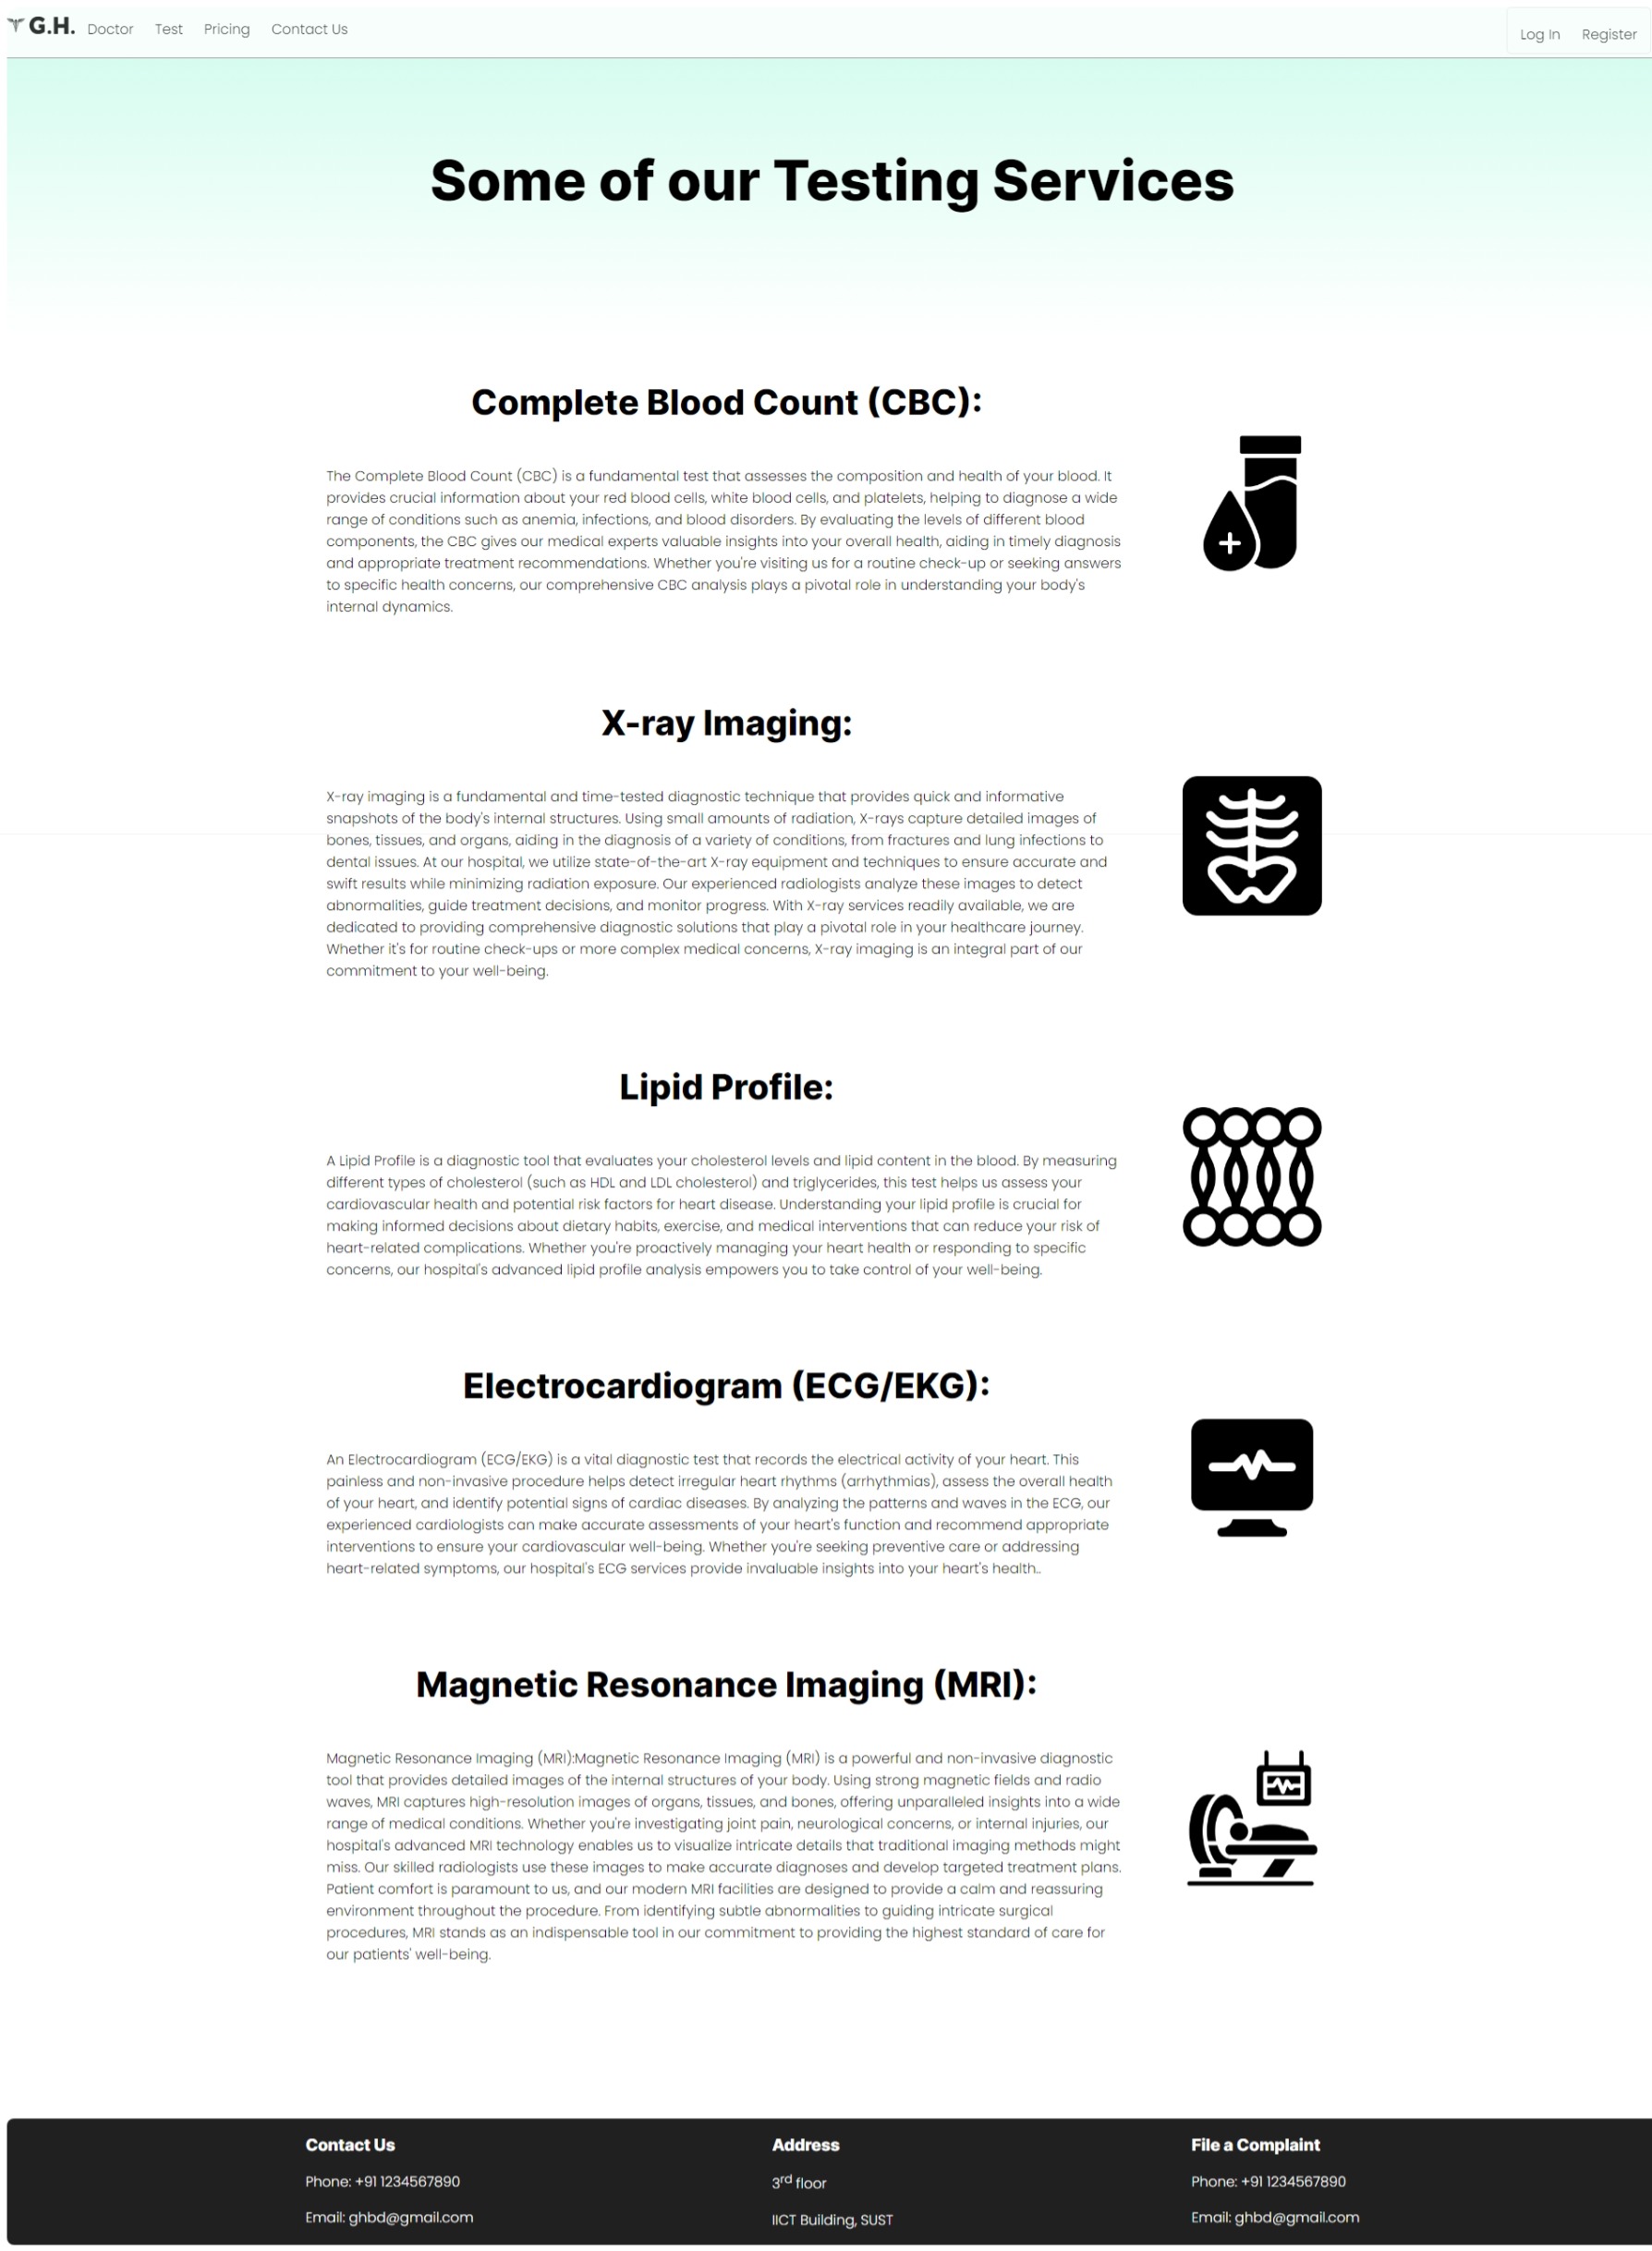 G.H. Doctor Test Pricing Contact Us Log In Register
Some of our Testing Services
Complete Blood Count (CBC):
The Complete Blood Count (CBC) is a fundamental test that assesses the composition and health of your blood. It
provides crucial information about your red blood cells, white blood cells, and platelets, helping to diagnose a wide
range of conditions such as anemia, infections, and blood disorders. By evaluating the levels of different blood
components, the CBC gives our medical experts valuable insights into your overall health, aiding in timely diagnosis
and appropriate treatment recommendations. Whether you're visiting us for a routine check-up or seeking answers
to specific health concerns, our comprehensive CBC analysis plays a pivotal role in understanding your body's
internal dynamics.
X-ray Imaging:
X-ray imaging is a fundamental and time-tested diagnostic technique that provides quick and informative
snapshots of the body's internal structures. Using small amounts of radiation, X-rays capture detailed images of
bones, tissues, and organs, aiding in the diagnosis of a variety of conditions, from fractures and lung infections to
dental issues. At our hospital, we utilize state-of-the-art X-ray equipment and techniques to ensure accurate and
swift results while minimizing radiation exposure. Our experienced radiologists analyze these images to detect
abnormalities, guide treatment decisions, and monitor progress. With X-ray services readily available, we are
dedicated to providing comprehensive diagnostic solutions that play a pivotal role in your healthcare journey.
Whether it's for routine check-ups or more complex medical concerns, X-ray imaging is an integral part of our
commitment to your well-being.
Lipid Profile:
A Lipid Profile is a diagnostic tool that evaluates your cholesterol levels and lipid content in the blood. By measuring
different types of cholesterol (such as HDL and LDL cholesterol) and triglycerides, this test helps us assess your
cardiovascular health and potential risk factors for heart disease. Understanding your lipid profile is crucial for
making informed decisions about dietary habits, exercise, and medical interventions that can reduce your risk of
heart-related complications. Whether you're proactively managing your heart health or responding to specific
concerns, our hospital's advanced lipid profile analysis empowers you to take control of your well-being.
Electrocardiogram (ECG/EKG):
An Electrocardiogram (ECG/EKG) is a vital diagnostic test that records the electrical activity of your heart. This
painless and non-invasive procedure helps detect irregular heart rhythms (arrhythmias), assess the overall health
of your heart, and identify potential signs of cardiac diseases. By analyzing the patterns and waves in the ECG, our
experienced cardiologists can make accurate assessments of your heart's function and recommend appropriate
interventions to ensure your cardiovascular well-being. Whether you're seeking preventive care or addressing
heart-related symptoms, our hospital's ECG services provide invaluable insights into your heart's health..
Magnetic Resonance Imaging (MRI):
Magnetic Resonance Imaging (MRI):Magnetic Resonance Imaging (MRI) is a powerful and non-invasive diagnostic
tool that provides detailed images of the internal structures of your body. Using strong magnetic fields and radio
waves, MRI captures high-resolution images of organs, tissues, and bones, offering unparalleled insights into a wide
range of medical conditions. Whether you're investigating joint pain, neurological concerns, or internal injuries, our
hospital's advanced MRI technology enables us to visualize intricate details that traditional imaging methods might
miss. Our skilled radiologists use these images to make accurate diagnoses and develop targeted treatment plans.
Patient comfort is paramount to us, and our modern MRI facilities are designed to provide a calm and reassuring
environment throughout the procedure. From identifying subtle abnormalities to guiding intricate surgical
procedures, MRI stands as an indispensable tool in our commitment to providing the highest standard of care for
our patients' well-being.
Contact Us
Phone: +91 1234567890
Email: ghbd@gmail.com
Address
3rd floor
IICT Building, SUST
File a Complaint
Phone: +91 1234567890
Email: ghbd@gmail.com